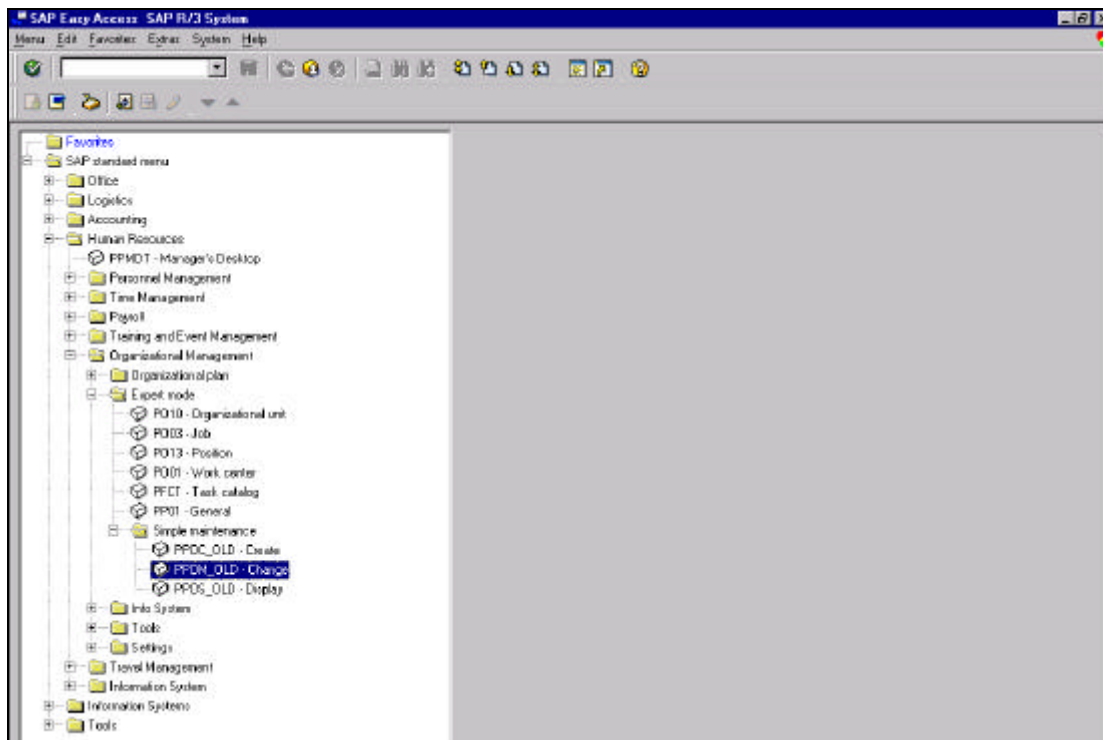 SAP Easy Access SAP R/3 System
Menu Edit Favorites Extras System Help
Favorites
SAP standard menu
Office
Logistics
Accounting
Human Resources
PPMDT - Manager's Desktop
Personnel Management
Time Management
Payroll
Training and Event Management
Organizational Management
Organizational plan
Expert mode
PO10 - Organizational unit
PO03 - Job
PO13 - Position
PO01 - Work center
PFCT - Task catalog
PP01 - General
Simple maintenance
PPOC_OLD - Create
PPOM_OLD - Change
PPOS_OLD - Display
Info System
Tools
Settings
Travel Management
Information System
Information Systems
Tools